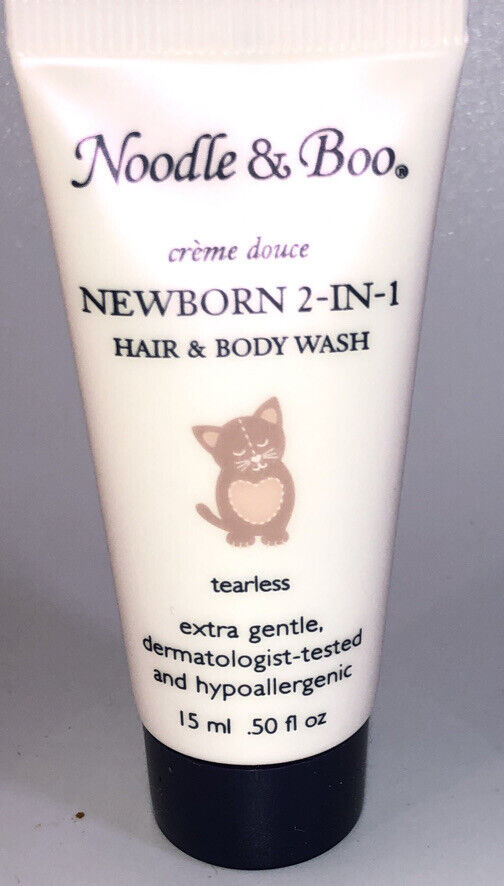 Noodle & Boo®
crème douce
NEWBORN 2-IN-1
HAIR & BODY WASH
tearless
extra gentle,
dermatologist-tested
and hypoallergenic
15 ml .50 fl oz